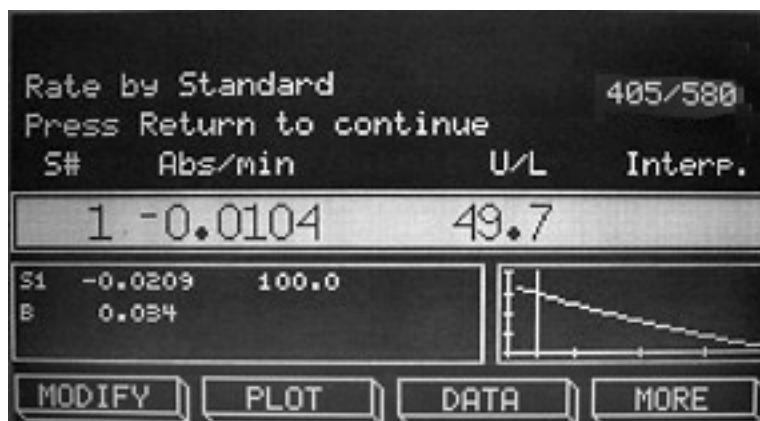 Rate by Standard 405/580
Press Return to continue
S# Abs/min U/L Interp.
1 -0.0104 49.7
S1 -0.0209 100.0
B 0.034
MODIFY PLOT DATA MORE